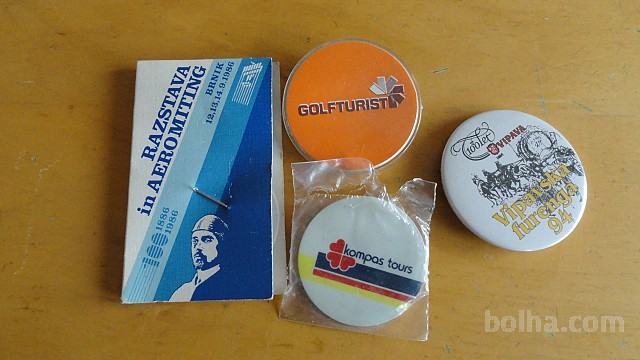 RAZSTAVA
in AEROMITING
BRNIK
12.,13.,14.9.1986
100 1886
1986
GOLFTURIST
kompas tours
VIPAVA
Vipavska
furenga
94
bolha.com